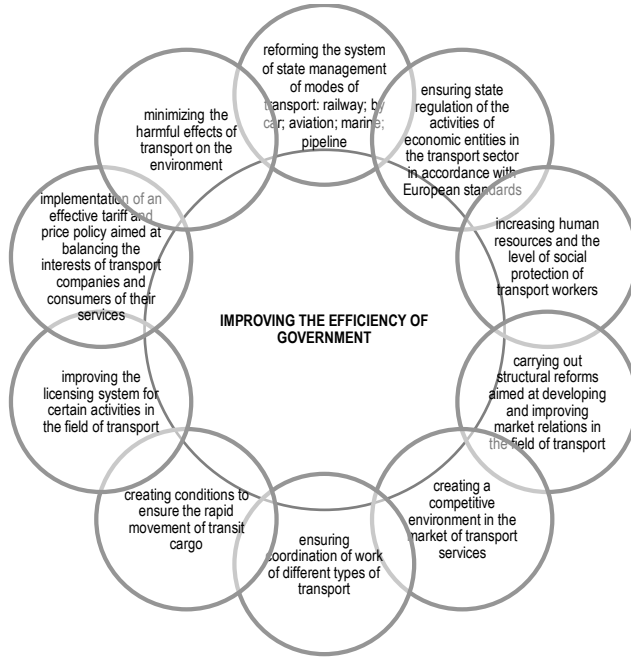 reforming the system
of state management
of modes of
transport: railway; by
car; aviation; marine;
pipeline
ensuring state
regulation of the
activities of
economic entities in
the transport sector
in accordance with
European standards
increasing human
resources and the
level of social
protection of
transport workers
carrying out
structural reforms
aimed at developing
and improving
market relations in
the field of transport
creating a
competitive
environment in the
market of transport
services
ensuring
coordination of work
of different types of
transport
creating conditions to
ensure the rapid
movement of transit
cargo
improving the
licensing system for
certain activities in
the field of transport
implementation of an
effective tariff and
price policy aimed at
balancing the
interests of transport
companies and
consumers of their
services
minimizing the
harmful effects of
transport on the
environment
IMPROVING THE EFFICIENCY OF
GOVERNMENT